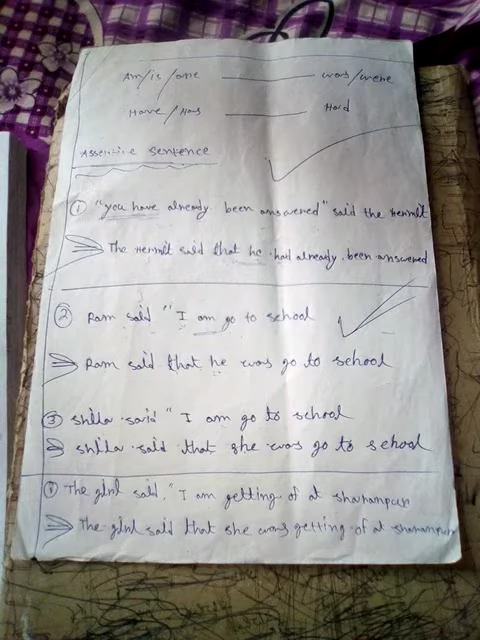 Am/is/are ———— was/were
Have/Has ———— Had
Assertive Sentence
① "you have already been answered" said the Hermit
The Hermit said that he had already been answered
② Ram said "I am go to school
Ram said that he was go to school
③ Shila said "I am go to school
Shila said that she was go to school
④ The girl said, "I am getting of at
The girl said that she was getting of at